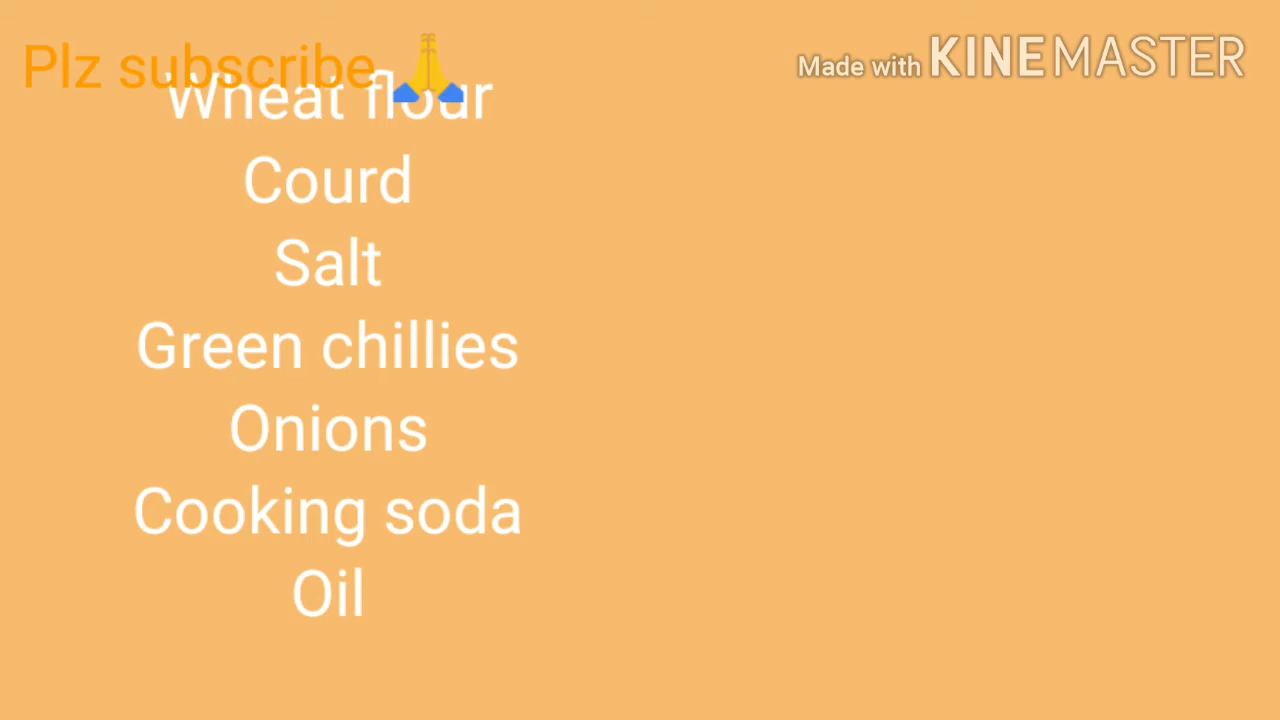 Plz subscribe 🙏
Made with KINEMASTER
Wheat flour
Courd
Salt
Green chillies
Onions
Cooking soda
Oil